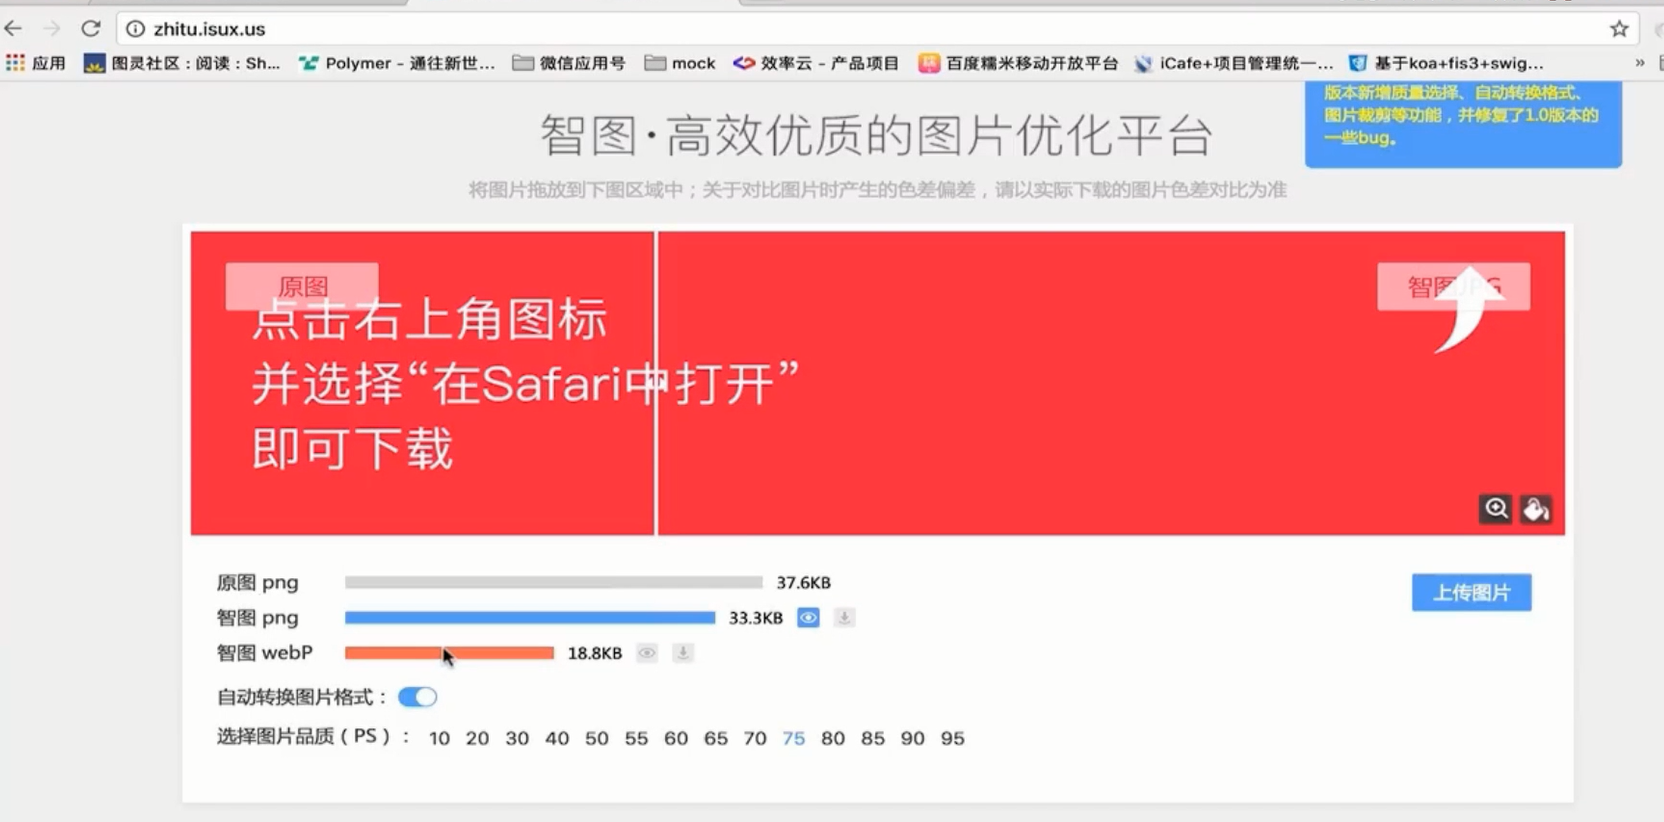 zhitu.isux.us
应用
图灵社区：阅读：Sh...
Polymer - 通往新世...
微信应用号
mock
效率云 - 产品项目
百度糯米移动开放平台
iCafe+项目管理统一...
基于koa+fis3+swig...
»
版本新增质量选择、自动转换格式、
图片裁剪等功能，并修复了1.0版本的
一些bug。
智图·高效优质的图片优化平台
将图片拖放到下图区域中；关于对比图片时产生的色差偏差，请以实际下载的图片色差对比为准
原图
智图JPG
点击右上角图标
并选择“在Safari中打开”
即可下载
原图 png 37.6KB
上传图片
智图 png 33.3KB
智图 webP 18.8KB
自动转换图片格式：
选择图片品质（PS）： 10 20 30 40 50 55 60 65 70 75 80 85 90 95